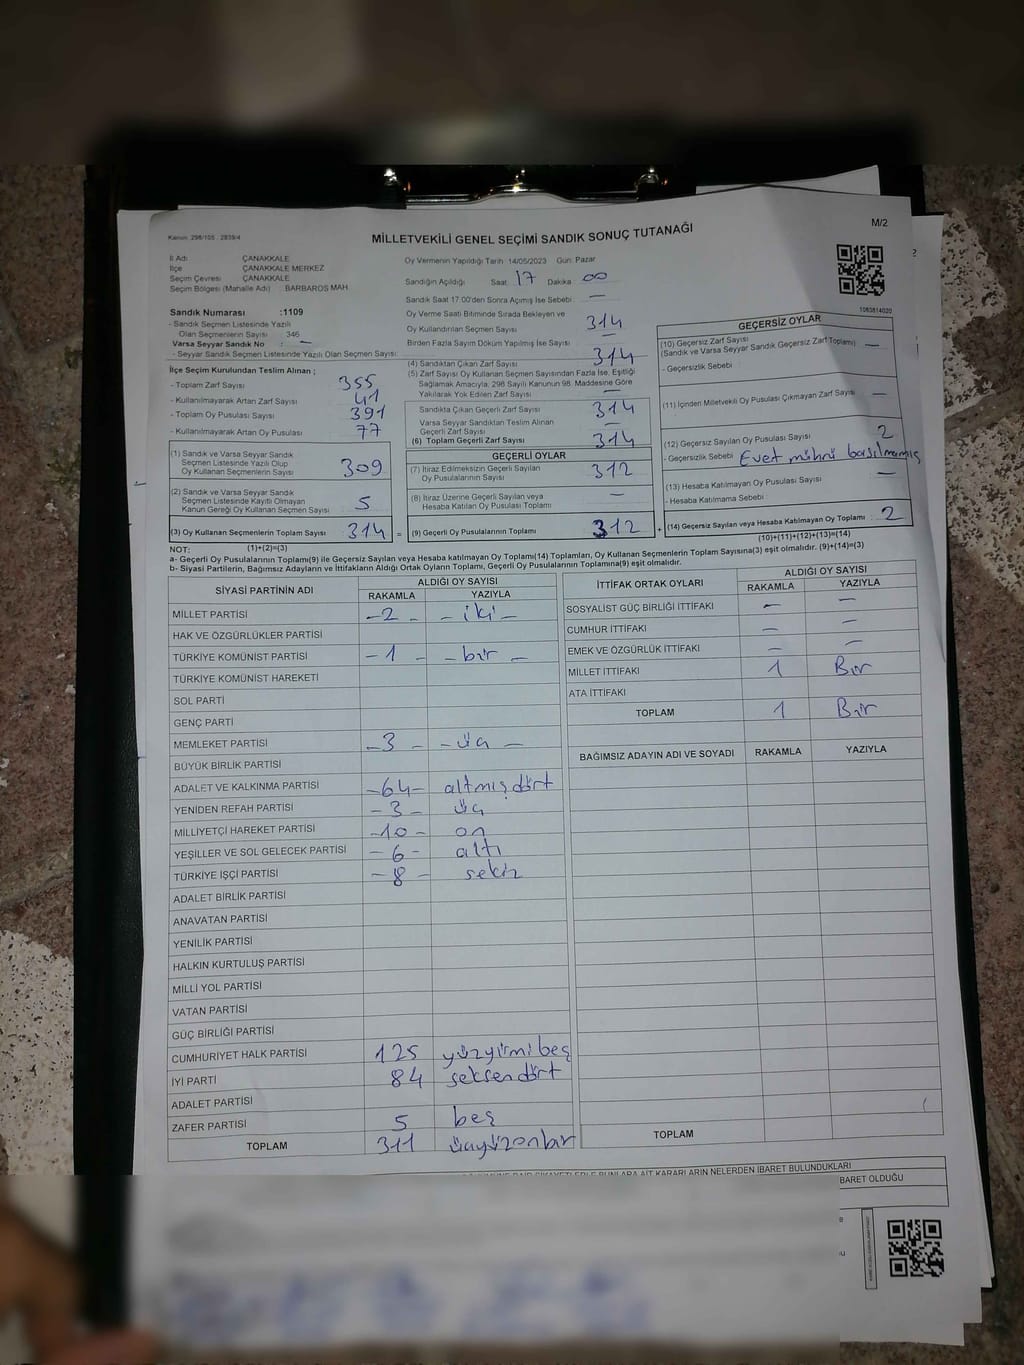 Kanun: 298/105 , 2839/4
MİLLETVEKİLİ GENEL SEÇİMİ SANDIK SONUÇ TUTANAĞI
M/2
İl Adı ÇANAKKALE
İlçe ÇANAKKALE MERKEZ
Seçim Çevresi ÇANAKKALE
Seçim Bölgesi (Mahalle Adı) BARBAROS MAH
Sandık Numarası :1109
- Sandık Seçmen Listesinde Yazılı
Olan Seçmenlerin Sayısı 346
Varsa Seyyar Sandık No : –
- Seyyar Sandık Seçmen Listesinde Yazılı Olan Seçmen Sayısı:
İlçe Seçim Kurulundan Teslim Alınan ;
- Toplam Zarf Sayısı 355
- Kullanılmayarak Artan Zarf Sayısı 41
- Toplam Oy Pusulası Sayısı 391
- Kullanılmayarak Artan Oy Pusulası 77
(1) Sandık ve Varsa Seyyar Sandık
Seçmen Listesinde Yazılı Olup
Oy Kullanan Seçmenlerin Sayısı 309
(2) Sandık ve Varsa Seyyar Sandık
Seçmen Listesinde Kayıtlı Olmayan
Kanun Gereği Oy Kullanan Seçmen Sayısı 5
(3) Oy Kullanan Seçmenlerin Toplam Sayısı 314 =
(1)+(2)=(3)
Oy Vermenin Yapıldığı Tarih 14/05/2023 Gün: Pazar
Sandığın Açıldığı Saat 17 Dakika 00
Sandık Saat 17.00'den Sonra Açılmış İse Sebebi –
Oy Verme Saati Bitiminde Sırada Bekleyen ve
Oy Kullandırılan Seçmen Sayısı 314
Birden Fazla Sayım Döküm Yapılmış İse Sayısı
(4) Sandıktan Çıkan Zarf Sayısı 314
(5) Zarf Sayısı Oy Kullanan Seçmen Sayısından Fazla İse, Eşitliği
Sağlamak Amacıyla, 298 Sayılı Kanunun 98. Maddesine Göre
Yakılarak Yok Edilen Zarf Sayısı –
Sandıkta Çıkan Geçerli Zarf Sayısı 314
Varsa Seyyar Sandıktan Teslim Alınan
Geçerli Zarf Sayısı –
(6) Toplam Geçerli Zarf Sayısı 314
GEÇERLİ OYLAR
(7) İtiraz Edilmeksizin Geçerli Sayılan
Oy Pusulalarının Sayısı 312
(8) İtiraz Üzerine Geçerli Sayılan veya
Hesaba Katılan Oy Pusulası Toplamı –
(9) Geçerli Oy Pusulalarının Toplamı 312 +
1083814020
GEÇERSİZ OYLAR
(10) Geçersiz Zarf Sayısı
(Sandık ve Varsa Seyyar Sandık Geçersiz Zarf Toplamı) –
- Geçersizlik Sebebi
(11) İçinden Milletvekili Oy Pusulası Çıkmayan Zarf Sayısı –
(12) Geçersiz Sayılan Oy Pusulası Sayısı 2
- Geçersizlik Sebebi Evet mührü basılmamış
(13) Hesaba Katılmayan Oy Pusulası Sayısı –
- Hesaba Katılmama Sebebi
(14) Geçersiz Sayılan veya Hesaba Katılmayan Oy Toplamı 2
(10)+(11)+(12)+(13)=(14)
NOT:
a- Geçerli Oy Pusulalarının Toplamı(9) ile Geçersiz Sayılan veya Hesaba katılmayan Oy Toplamı(14) Toplamları, Oy Kullanan Seçmenlerin Toplam Sayısına(3) eşit olmalıdır. (9)+(14)=(3)
b- Siyasi Partilerin, Bağımsız Adayların ve İttifakların Aldığı Ortak Oyların Toplamı, Geçerli Oy Pusulalarının Toplamına(9) eşit olmalıdır.
SİYASİ PARTİNİN ADI ALDIĞI OY SAYISI
RAKAMLA YAZIYLA
MİLLET PARTİSİ –2 – – iki –
HAK VE ÖZGÜRLÜKLER PARTİSİ
TÜRKİYE KOMÜNİST PARTİSİ –1 – – bir –
TÜRKİYE KOMÜNİST HAREKETİ
SOL PARTİ
GENÇ PARTİ
MEMLEKET PARTİSİ –3 – – üç –
BÜYÜK BİRLİK PARTİSİ
ADALET VE KALKINMA PARTİSİ –64– altmışdört
YENİDEN REFAH PARTİSİ –3 – üç
MİLLİYETÇİ HAREKET PARTİSİ –10 – on
YEŞİLLER VE SOL GELECEK PARTİSİ – 6 – altı
TÜRKİYE İŞÇİ PARTİSİ – 8 – sekiz
ADALET BİRLİK PARTİSİ
ANAVATAN PARTİSİ
YENİLİK PARTİSİ
HALKIN KURTULUŞ PARTİSİ
MİLLİ YOL PARTİSİ
VATAN PARTİSİ
GÜÇ BİRLİĞİ PARTİSİ
CUMHURİYET HALK PARTİSİ 125 yüzyirmibeş
İYİ PARTİ 84 seksendört
ADALET PARTİSİ
ZAFER PARTİSİ 5 beş
TOPLAM 311 üçyüzonbir
İTTİFAK ORTAK OYLARI ALDIĞI OY SAYISI
RAKAMLA YAZIYLA
SOSYALİST GÜÇ BİRLİĞİ İTTİFAKI – –
CUMHUR İTTİFAKI – –
EMEK VE ÖZGÜRLÜK İTTİFAKI – –
MİLLET İTTİFAKI 1 Bir
ATA İTTİFAKI
TOPLAM 1 Bir
BAĞIMSIZ ADAYIN ADI VE SOYADI RAKAMLA YAZIYLA
TOPLAM
KARARLARIN NELERDEN İBARET BULUNDUKLARI
BARET OLDUĞU